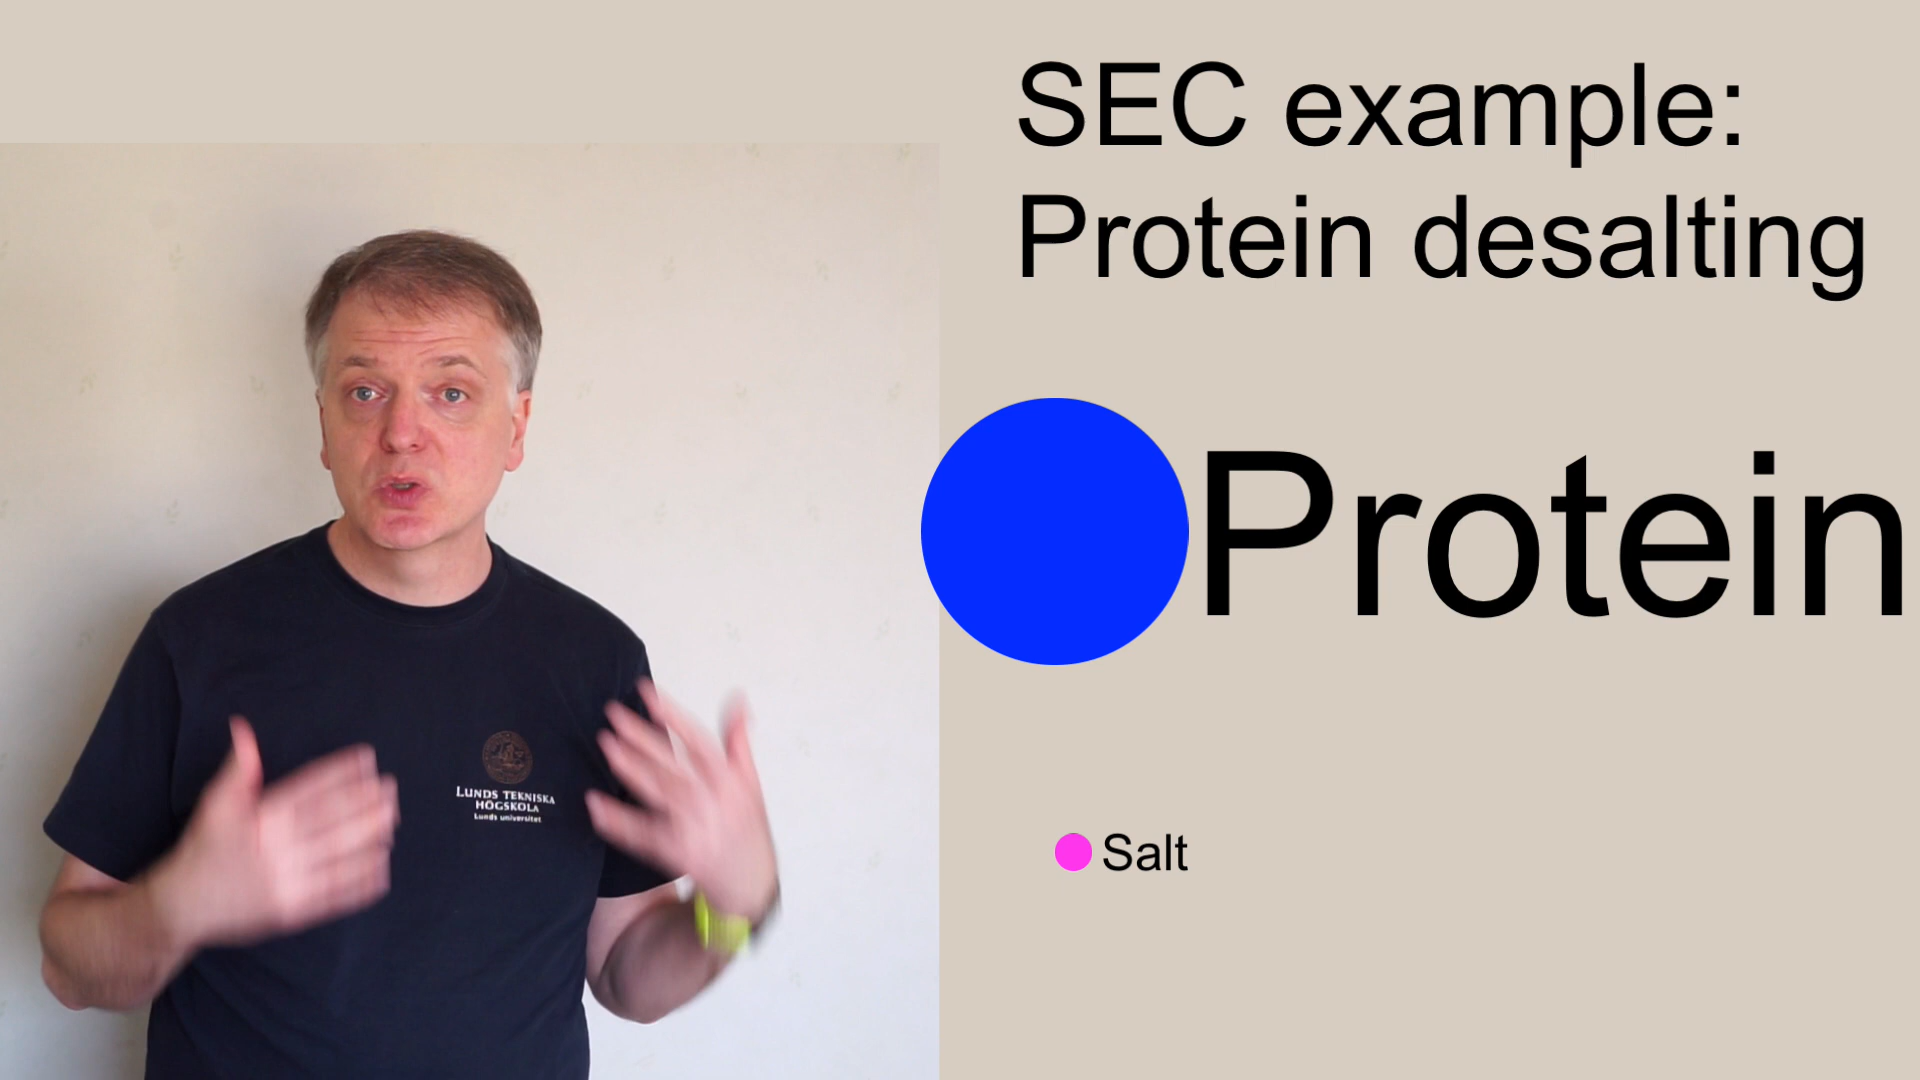 SEC example:
Protein desalting
Protein
Salt
LUNDS TEKNISKA
HÖGSKOLA
Lunds universitet